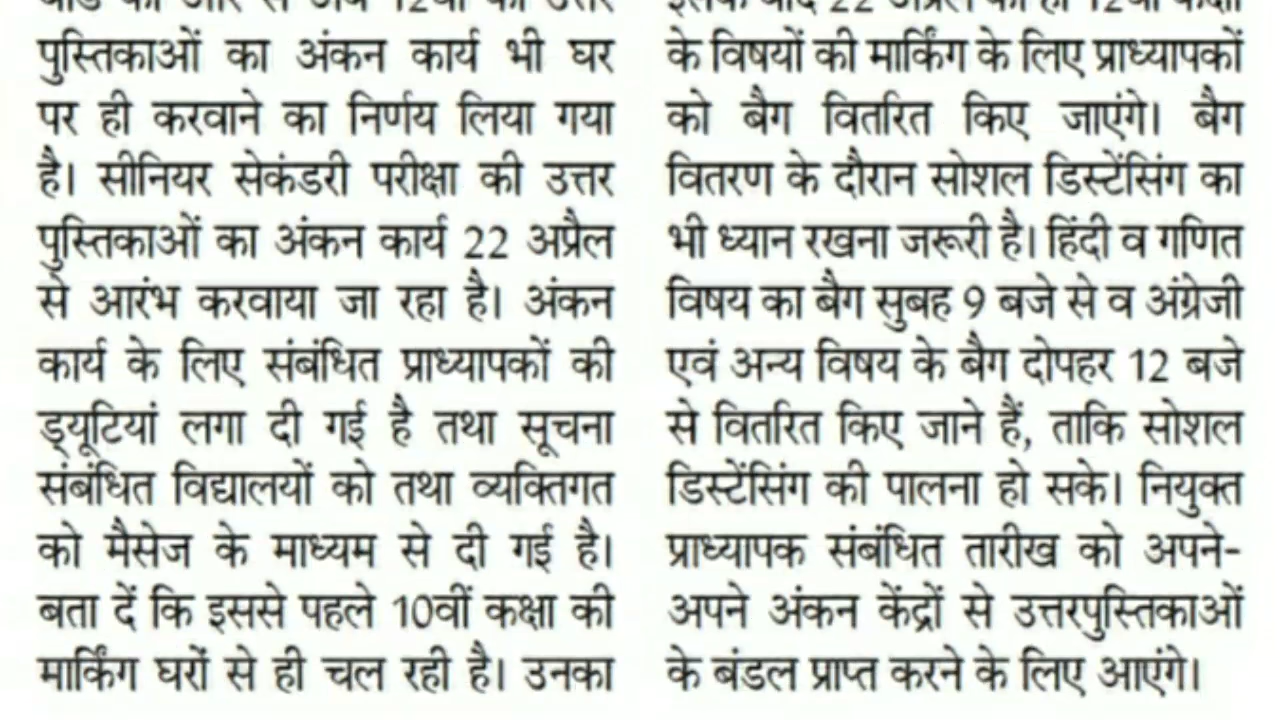 पुस्तिकाओं का अंकन कार्य भी घर
पर ही करवाने का निर्णय लिया गया
है। सीनियर सेकंडरी परीक्षा की उत्तर
पुस्तिकाओं का अंकन कार्य 22 अप्रैल
से आरंभ करवाया जा रहा है। अंकन
कार्य के लिए संबंधित प्राध्यापकों की
ड्यूटियां लगा दी गई है तथा सूचना
संबंधित विद्यालयों को तथा व्यक्तिगत
को मैसेज के माध्यम से दी गई है।
बता दें कि इससे पहले 10वीं कक्षा की
मार्किंग घरों से ही चल रही है। उनका
के विषयों की मार्किंग के लिए प्राध्यापकों
को बैग वितरित किए जाएंगे। बैग
वितरण के दौरान सोशल डिस्टेंसिंग का
भी ध्यान रखना जरूरी है। हिंदी व गणित
विषय का बैग सुबह 9 बजे से व अंग्रेजी
एवं अन्य विषय के बैग दोपहर 12 बजे
से वितरित किए जाने हैं, ताकि सोशल
डिस्टेंसिंग की पालना हो सके। नियुक्त
प्राध्यापक संबंधित तारीख को अपने-
अपने अंकन केंद्रों से उत्तरपुस्तिकाओं
के बंडल प्राप्त करने के लिए आएंगे।